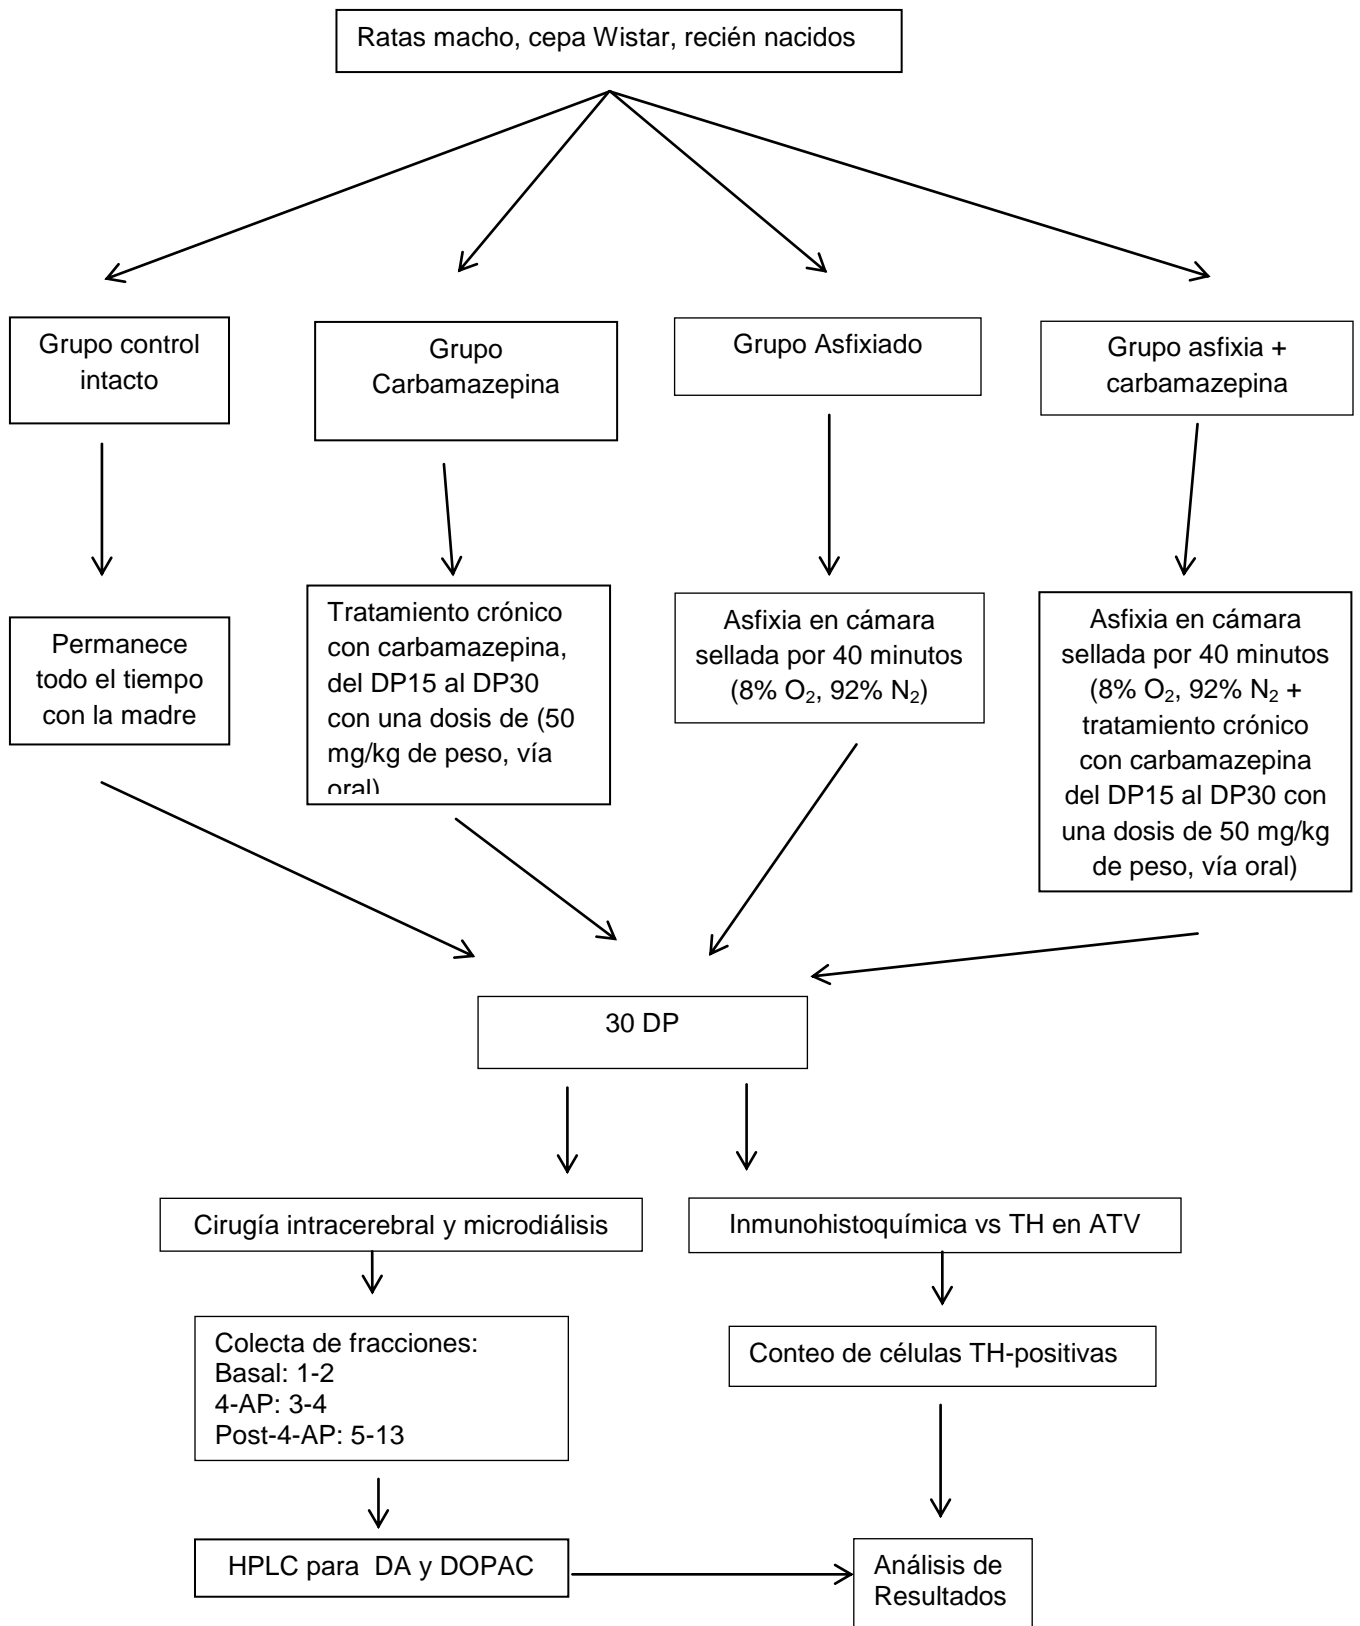 Ratas macho, cepa Wistar, recién nacidos
Grupo control
intacto
Grupo
Carbamazepina
Grupo Asfixiado
Grupo asfixia +
carbamazepina
Permanece
todo el tiempo
con la madre
Tratamiento crónico
con carbamazepina,
del DP15 al DP30
con una dosis de (50
mg/kg de peso, vía
oral)
Asfixia en cámara
sellada por 40 minutos
(8% O₂, 92% N₂)
Asfixia en cámara
sellada por 40 minutos
(8% O₂, 92% N₂ +
tratamiento crónico
con carbamazepina
del DP15 al DP30 con
una dosis de 50 mg/kg
de peso, vía oral)
30 DP
Cirugía intracerebral y microdiálisis
Inmunohistoquímica vs TH en ATV
Colecta de fracciones:
Basal: 1-2
4-AP: 3-4
Post-4-AP: 5-13
Conteo de células TH-positivas
HPLC para DA y DOPAC
Análisis de
Resultados